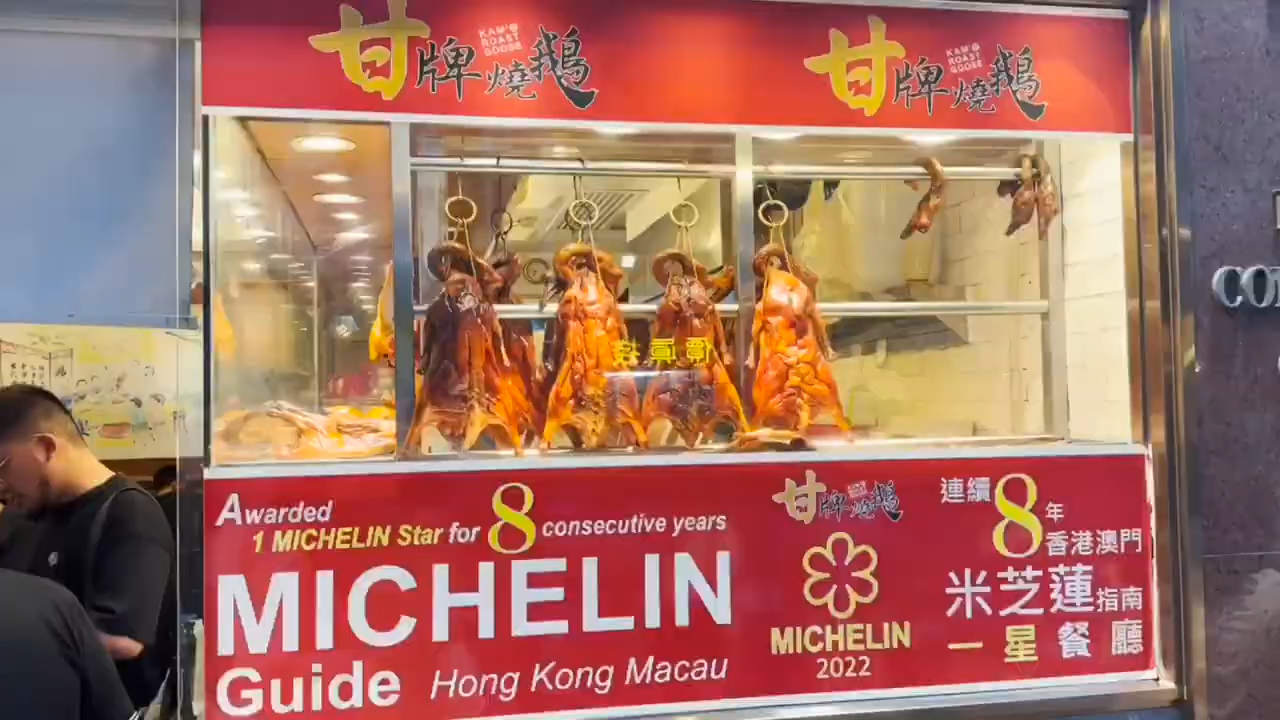 甘牌燒鵝
KAM'S
ROAST
GOOSE
甘牌燒鵝
KAM'S
ROAST
GOOSE
Awarded
1 MICHELIN Star for 8 consecutive years
MICHELIN
Guide Hong Kong Macau
甘牌燒鵝
MICHELIN
2022
連續8年
香港澳門
米芝蓮指南
一星餐廳
CO